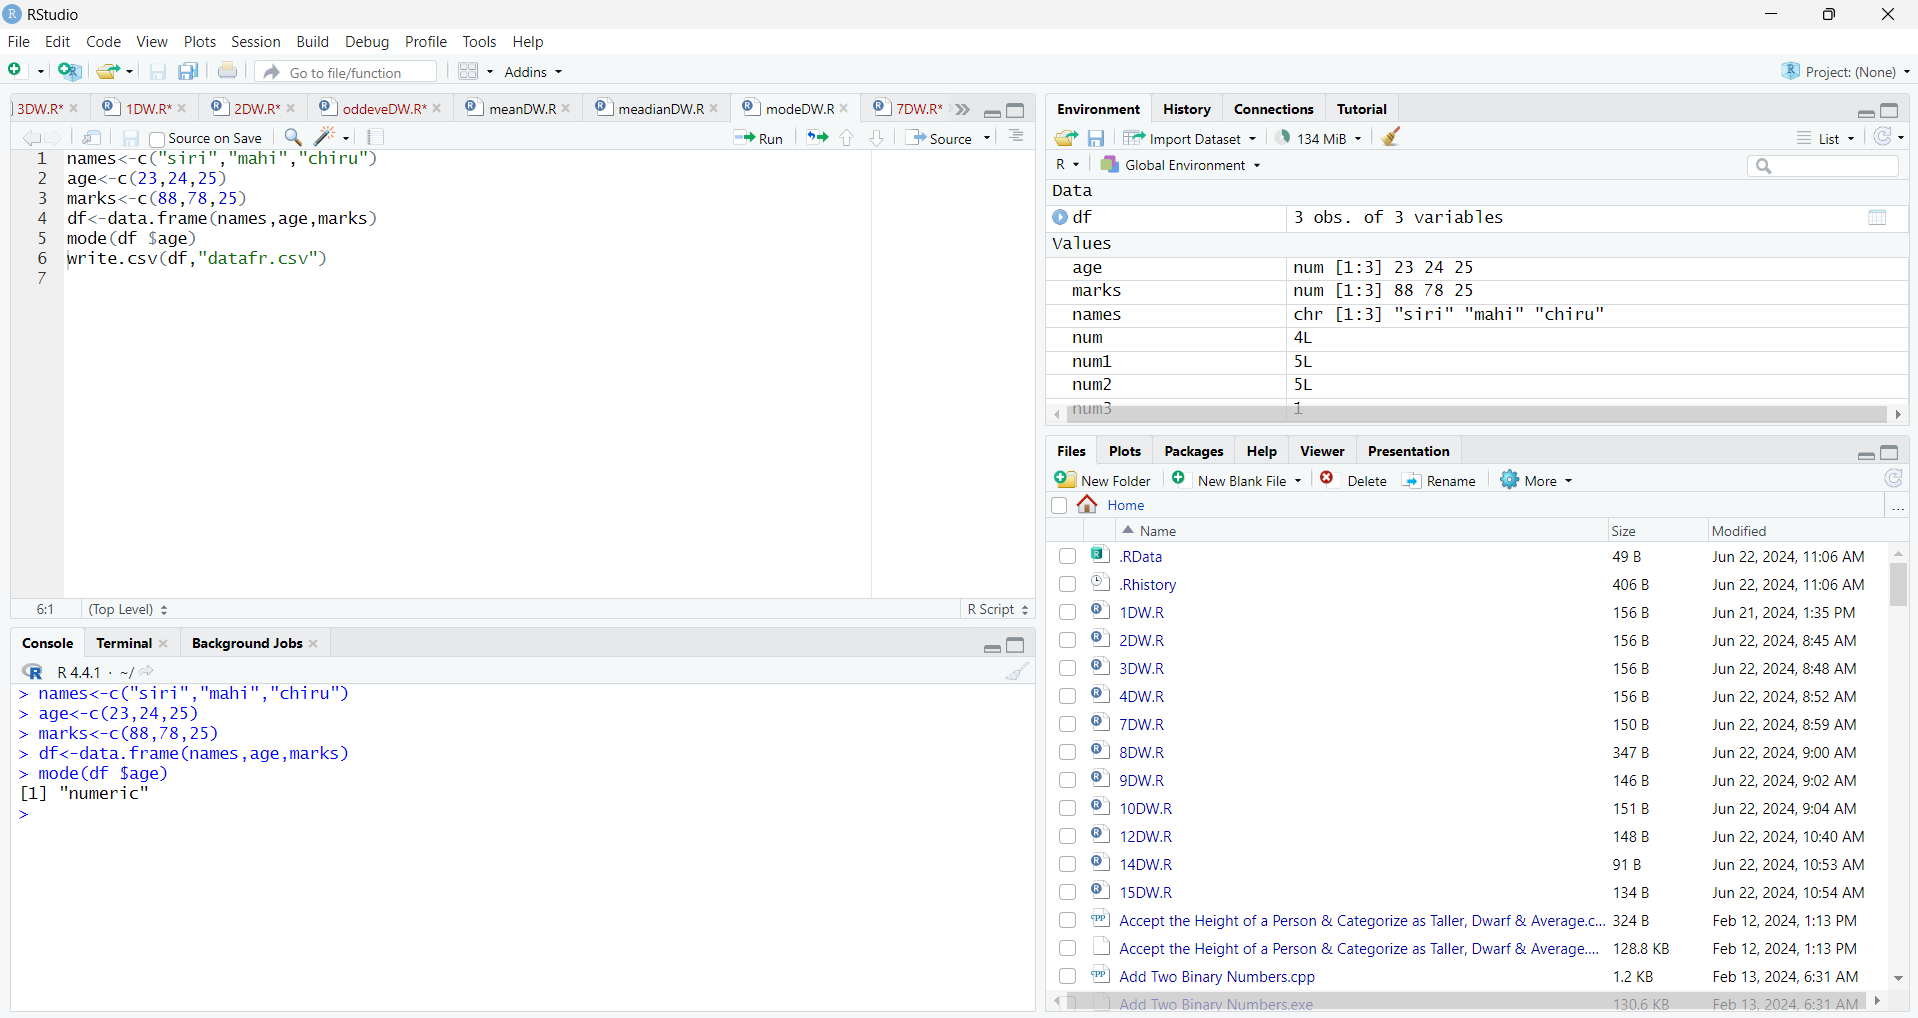 RStudio
File Edit Code View Plots Session Build Debug Profile Tools Help
Go to file/function Addins Project: (None)
3DW.R* 1DW.R* 2DW.R* oddeveDW.R* meanDW.R meadianDW.R modeDW.R 7DW.R*
Source on Save Run Source
1 names<-c("siri","mahi","chiru")
2 age<-c(23,24,25)
3 marks<-c(88,78,25)
4 df<-data.frame(names,age,marks)
5 mode(df $age)
6 write.csv(df,"datafr.csv")
7
6:1 (Top Level) R Script
Console Terminal Background Jobs
R 4.4.1 · ~/
> names<-c("siri","mahi","chiru")
> age<-c(23,24,25)
> marks<-c(88,78,25)
> df<-data.frame(names,age,marks)
> mode(df $age)
[1] "numeric"
>
Environment History Connections Tutorial
Import Dataset 134 MiB List
R Global Environment
Data
df 3 obs. of 3 variables
Values
age num [1:3] 23 24 25
marks num [1:3] 88 78 25
names chr [1:3] "siri" "mahi" "chiru"
num 4L
num1 5L
num2 5L
num3 1
Files Plots Packages Help Viewer Presentation
New Folder New Blank File Delete Rename More
Home ...
Name Size Modified
.RData 49 B Jun 22, 2024, 11:06 AM
.Rhistory 406 B Jun 22, 2024, 11:06 AM
1DW.R 156 B Jun 21, 2024, 1:35 PM
2DW.R 156 B Jun 22, 2024, 8:45 AM
3DW.R 156 B Jun 22, 2024, 8:48 AM
4DW.R 156 B Jun 22, 2024, 8:52 AM
7DW.R 150 B Jun 22, 2024, 8:59 AM
8DW.R 347 B Jun 22, 2024, 9:00 AM
9DW.R 146 B Jun 22, 2024, 9:02 AM
10DW.R 151 B Jun 22, 2024, 9:04 AM
12DW.R 148 B Jun 22, 2024, 10:40 AM
14DW.R 91 B Jun 22, 2024, 10:53 AM
15DW.R 134 B Jun 22, 2024, 10:54 AM
Accept the Height of a Person & Categorize as Taller, Dwarf & Average.c... 324 B Feb 12, 2024, 1:13 PM
Accept the Height of a Person & Categorize as Taller, Dwarf & Average.... 128.8 KB Feb 12, 2024, 1:13 PM
Add Two Binary Numbers.cpp 1.2 KB Feb 13, 2024, 6:31 AM
Add Two Binary Numbers.exe 130.6 KB Feb 13, 2024, 6:31 AM